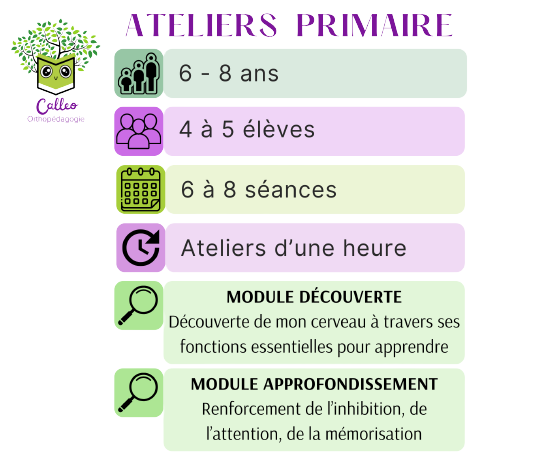 ATELIERS PRIMAIRE
Calleo
Orthopédagogie
6 - 8 ans
4 à 5 élèves
6 à 8 séances
Ateliers d’une heure
MODULE DÉCOUVERTE
Découverte de mon cerveau à travers ses
fonctions essentielles pour apprendre
MODULE APPROFONDISSEMENT
Renforcement de l’inhibition, de
l’attention, de la mémorisation